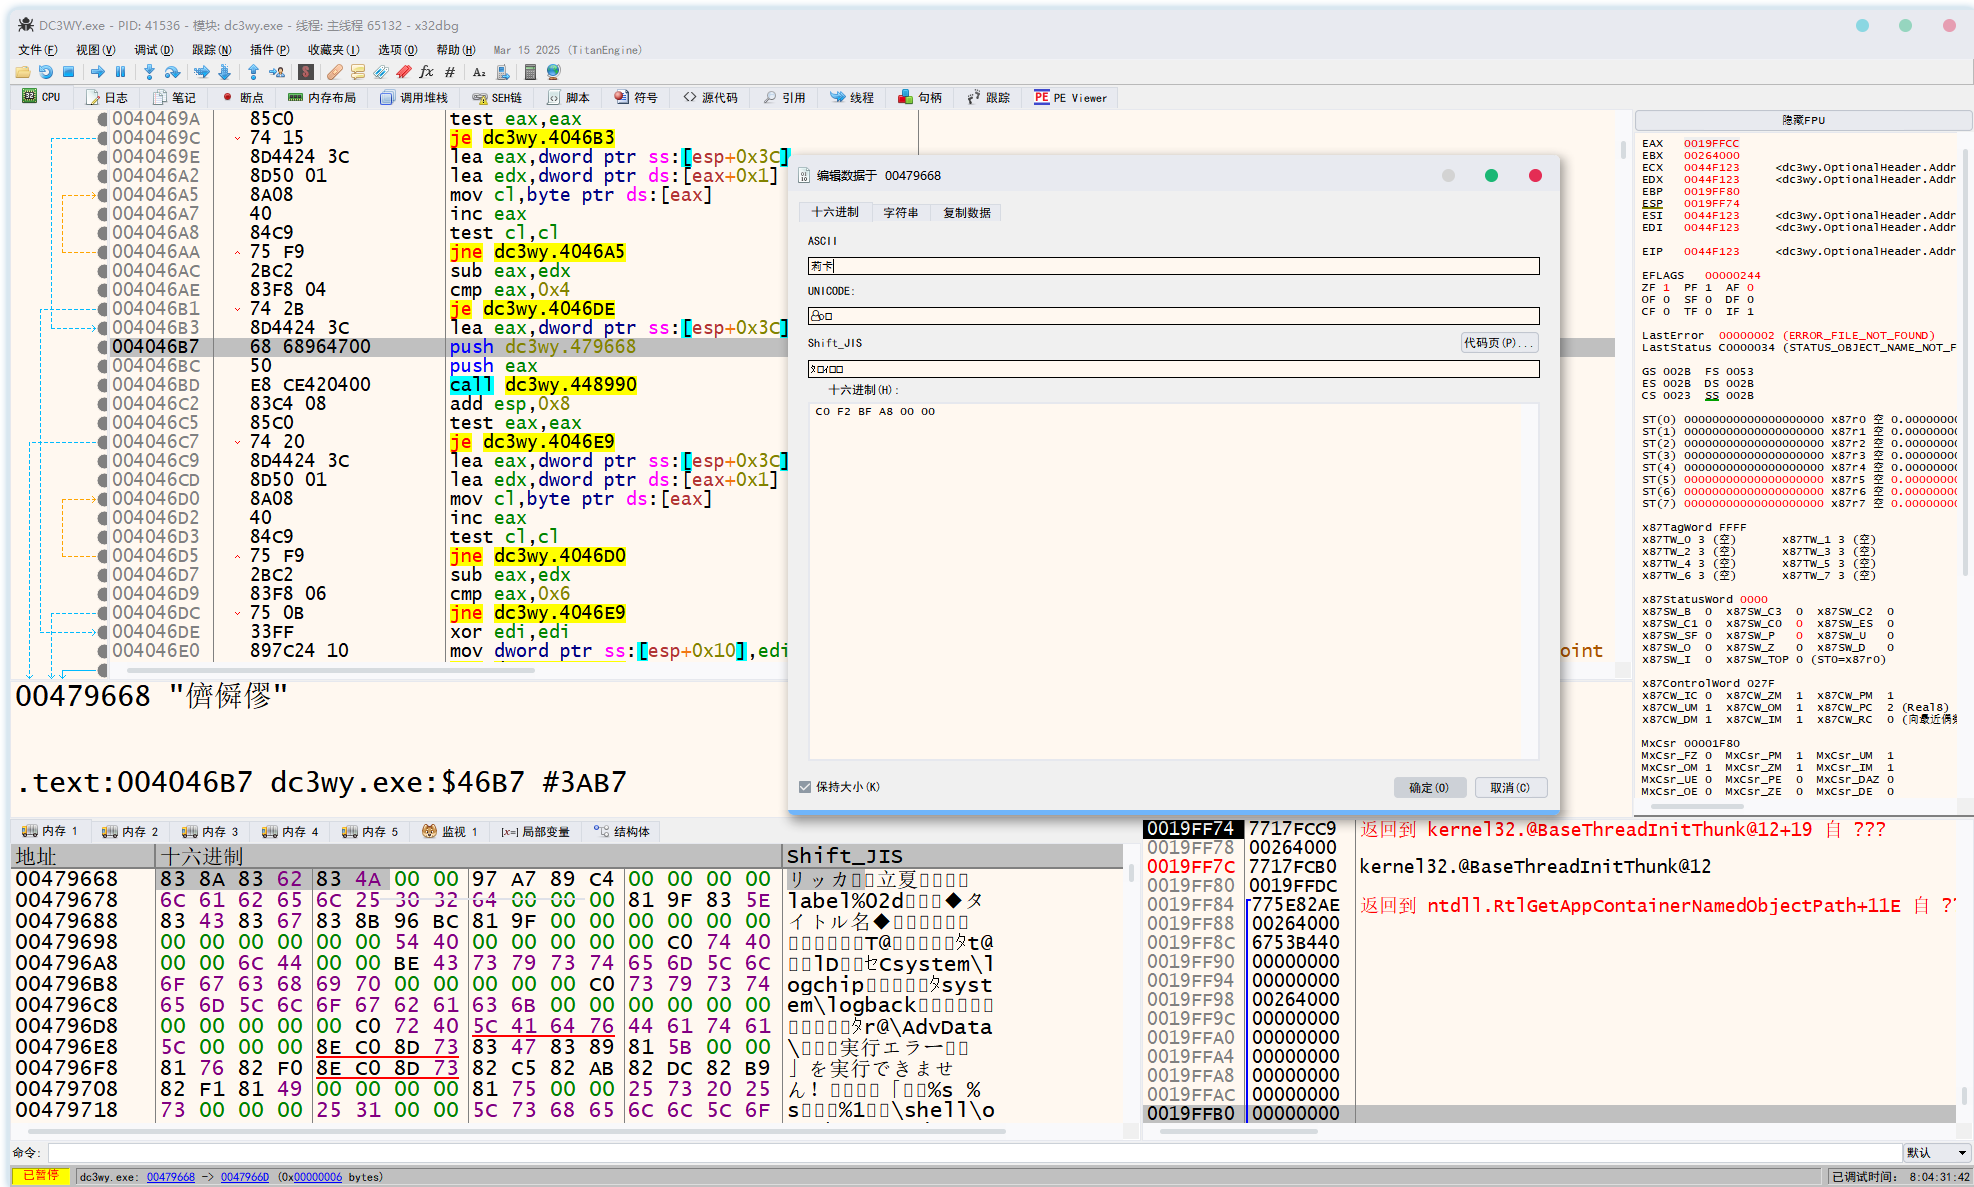 DC3WY.exe - PID: 41536 - 模块: dc3wy.exe - 线程: 主线程 65132 - x32dbg
文件(F) 视图(V) 调试(D) 跟踪(N) 插件(P) 收藏夹(I) 选项(O) 帮助(H) Mar 15 2025 (TitanEngine)
CPU 日志 笔记 断点 内存布局 调用堆栈 SEH链 脚本 符号 源代码 引用 线程 句柄 跟踪 PE Viewer
0040469A 85C0 test eax,eax
0040469C 74 15 je dc3wy.4046B3
0040469E 8D4424 3C lea eax,dword ptr ss:[esp+0x3C]
004046A2 8D50 01 lea edx,dword ptr ds:[eax+0x1]
004046A5 8A08 mov cl,byte ptr ds:[eax]
004046A7 40 inc eax
004046A8 84C9 test cl,cl
004046AA 75 F9 jne dc3wy.4046A5
004046AC 2BC2 sub eax,edx
004046AE 83F8 04 cmp eax,0x4
004046B1 74 2B je dc3wy.4046DE
004046B3 8D4424 3C lea eax,dword ptr ss:[esp+0x3C]
004046B7 68 68964700 push dc3wy.479668
004046BC 50 push eax
004046BD E8 CE420400 call dc3wy.448990
004046C2 83C4 08 add esp,0x8
004046C5 85C0 test eax,eax
004046C7 74 20 je dc3wy.4046E9
004046C9 8D4424 3C lea eax,dword ptr ss:[esp+0x3C]
004046CD 8D50 01 lea edx,dword ptr ds:[eax+0x1]
004046D0 8A08 mov cl,byte ptr ds:[eax]
004046D2 40 inc eax
004046D3 84C9 test cl,cl
004046D5 75 F9 jne dc3wy.4046D0
004046D7 2BC2 sub eax,edx
004046D9 83F8 06 cmp eax,0x6
004046DC 75 0B jne dc3wy.4046E9
004046DE 33FF xor edi,edi
004046E0 897C24 10 mov dword ptr ss:[esp+0x10],edi
oint
00479668
.text:004046B7 dc3wy.exe:$46B7 #3AB7
编辑数据于 00479668
十六进制 字符串 复制数据
ASCII
莉卡
UNICODE:
Shift_JIS 代码页(P)...
十六进制(H):
C0 F2 BF A8 00 00
保持大小(K) 确定(O) 取消(C)
隐藏FPU
EAX 0019FFCC
EBX 00264000
ECX 0044F123 <dc3wy.OptionalHeader.Addr
EDX 0044F123 <dc3wy.OptionalHeader.Addr
EBP 0019FF80
ESP 0019FF74
ESI 0044F123 <dc3wy.OptionalHeader.Addr
EDI 0044F123 <dc3wy.OptionalHeader.Addr
EIP 0044F123 <dc3wy.OptionalHeader.Addr
EFLAGS 00000244
ZF 1 PF 1 AF 0
OF 0 SF 0 DF 0
CF 0 TF 0 IF 1
LastError 00000002 (ERROR_FILE_NOT_FOUND)
LastStatus C0000034 (STATUS_OBJECT_NAME_NOT_F
GS 002B FS 0053
ES 002B DS 002B
CS 0023 SS 002B
ST(0) 00000000000000000000 x87r0 空 0.00000000
ST(1) 00000000000000000000 x87r1 空 0.00000000
ST(2) 00000000000000000000 x87r2 空 0.00000000
ST(3) 00000000000000000000 x87r3 空 0.00000000
ST(4) 00000000000000000000 x87r4 空 0.00000000
ST(5) 00000000000000000000 x87r5 空 0.00000000
ST(6) 00000000000000000000 x87r6 空 0.00000000
ST(7) 00000000000000000000 x87r7 空 0.00000000
x87TagWord FFFF
x87TW_0 3 (空) x87TW_1 3 (空)
x87TW_2 3 (空) x87TW_3 3 (空)
x87TW_4 3 (空) x87TW_5 3 (空)
x87TW_6 3 (空) x87TW_7 3 (空)
x87StatusWord 0000
x87SW_B 0 x87SW_C3 0 x87SW_C2 0
x87SW_C1 0 x87SW_C0 0 x87SW_ES 0
x87SW_SF 0 x87SW_P 0 x87SW_U 0
x87SW_O 0 x87SW_Z 0 x87SW_D 0
x87SW_I 0 x87SW_TOP 0 (ST0=x87r0)
x87ControlWord 027F
x87CW_IC 0 x87CW_ZM 1 x87CW_PM 1
x87CW_UM 1 x87CW_OM 1 x87CW_PC 2 (Real8)
x87CW_DM 1 x87CW_IM 1 x87CW_RC 0 (向最近偶
MxCsr 00001F80
MxCsr_FZ 0 MxCsr_PM 1 MxCsr_UM 1
MxCsr_OM 1 MxCsr_ZM 1 MxCsr_IM 1
MxCsr_UE 0 MxCsr_PE 0 MxCsr_DAZ 0
MxCsr_OE 0 MxCsr_ZE 0 MxCsr_DE 0
内存 1 内存 2 内存 3 内存 4 内存 5 监视 1 [x=] 局部变量 结构体
地址 十六进制 Shift_JIS
00479668 83 8A 83 62 83 4A 00 00 97 A7 89 C4 00 00 00 00 リッカ立夏
00479678 6C 61 62 65 6C 25 30 32 64 00 00 00 81 9F 83 5E label%02d◆タ
00479688 83 43 83 67 83 8B 96 BC 81 9F 00 00 00 00 00 00 イトル名◆
00479698 00 00 00 00 00 00 54 40 00 00 00 00 00 C0 74 40 T@ﾀt@
004796A8 00 00 6C 44 00 00 BE 43 73 79 73 74 65 6D 5C 6C lDｾCsystem\l
004796B8 6F 67 63 68 69 70 00 00 00 00 00 C0 73 79 73 74 ogchipﾀsyst
004796C8 65 6D 5C 6C 6F 67 62 61 63 6B 00 00 00 00 00 00 em\logback
004796D8 00 00 00 00 00 C0 72 40 5C 41 64 76 44 61 74 61 ﾀr@\AdvData
004796E8 5C 00 00 00 8E C0 8D 73 83 47 83 89 81 5B 00 00 \実行エラー
004796F8 81 76 82 F0 8E C0 8D 73 82 C5 82 AB 82 DC 82 B9 」を実行できませ
00479708 82 F1 81 49 00 00 00 00 81 75 00 00 25 73 20 25 ん！「%s %
00479718 73 00 00 00 25 31 00 00 5C 73 68 65 6C 6C 5C 6F s%1\shell\o
0019FF74 7717FCC9 返回到 kernel32.@BaseThreadInitThunk@12+19 自 ???
0019FF78 00264000
0019FF7C 7717FCB0 kernel32.@BaseThreadInitThunk@12
0019FF80 0019FFDC
0019FF84 775E82AE 返回到 ntdll.RtlGetAppContainerNamedObjectPath+11E 自 ?
0019FF88 00264000
0019FF8C 6753B440
0019FF90 00000000
0019FF94 00000000
0019FF98 00264000
0019FF9C 00000000
0019FFA0 00000000
0019FFA4 00000000
0019FFA8 00000000
0019FFAC 00000000
0019FFB0 00000000
命令: 默认
已暂停 dc3wy.exe: 00479668 -> 0047966D (0x00000006 bytes) 已调试时间: 8:04:31:42